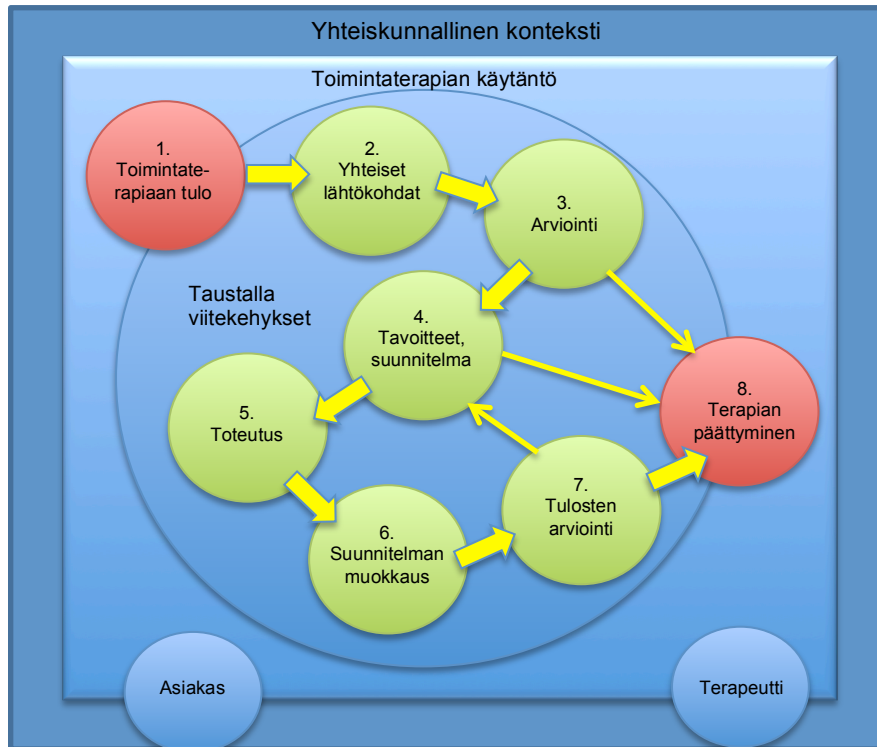 Yhteiskunnallinen konteksti
Toimintaterapian käytäntö
1.
Toimintate-
rapiaan tulo
2.
Yhteiset
lähtökohdat
3.
Arviointi
Taustalla
viitekehykset
4.
Tavoitteet,
suunnitelma
5.
Toteutus
6.
Suunnitelman
muokkaus
7.
Tulosten
arviointi
8.
Terapian
päättyminen
Asiakas
Terapeutti